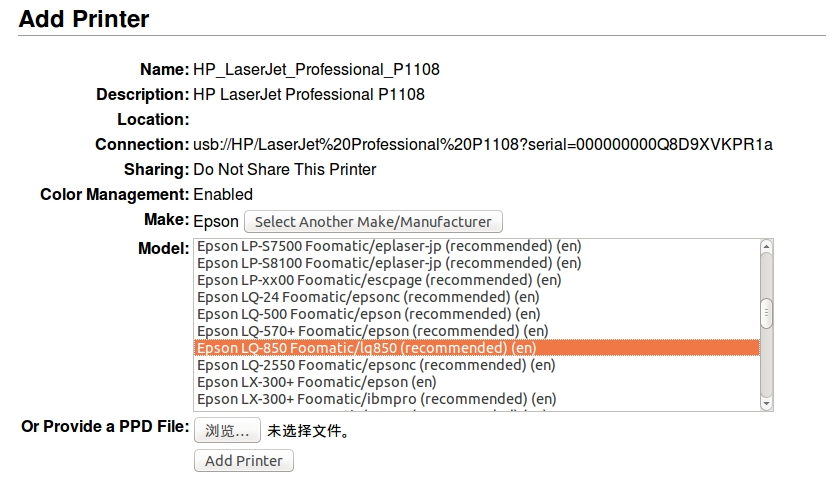 Add Printer
Name: HP_LaserJet_Professional_P1108
Description: HP LaserJet Professional P1108
Location:
Connection: usb://HP/LaserJet%20Professional%20P1108?serial=000000000Q8D9XVKPR1a
Sharing: Do Not Share This Printer
Color Management: Enabled
Make: Epson Select Another Make/Manufacturer
Model: Epson LP-S7500 Foomatic/eplaser-jp (recommended) (en)
Epson LP-S8100 Foomatic/eplaser-jp (recommended) (en)
Epson LP-xx00 Foomatic/escpage (recommended) (en)
Epson LQ-24 Foomatic/epsonc (recommended) (en)
Epson LQ-500 Foomatic/epson (recommended) (en)
Epson LQ-570+ Foomatic/epson (recommended) (en)
Epson LQ-850 Foomatic/lq850 (recommended) (en)
Epson LQ-2550 Foomatic/epsonc (recommended) (en)
Epson LX-300+ Foomatic/epson (en)
Epson LX-300+ Foomatic/ibmpro (recommended) (en)
Or Provide a PPD File: 浏览... 未选择文件。
Add Printer